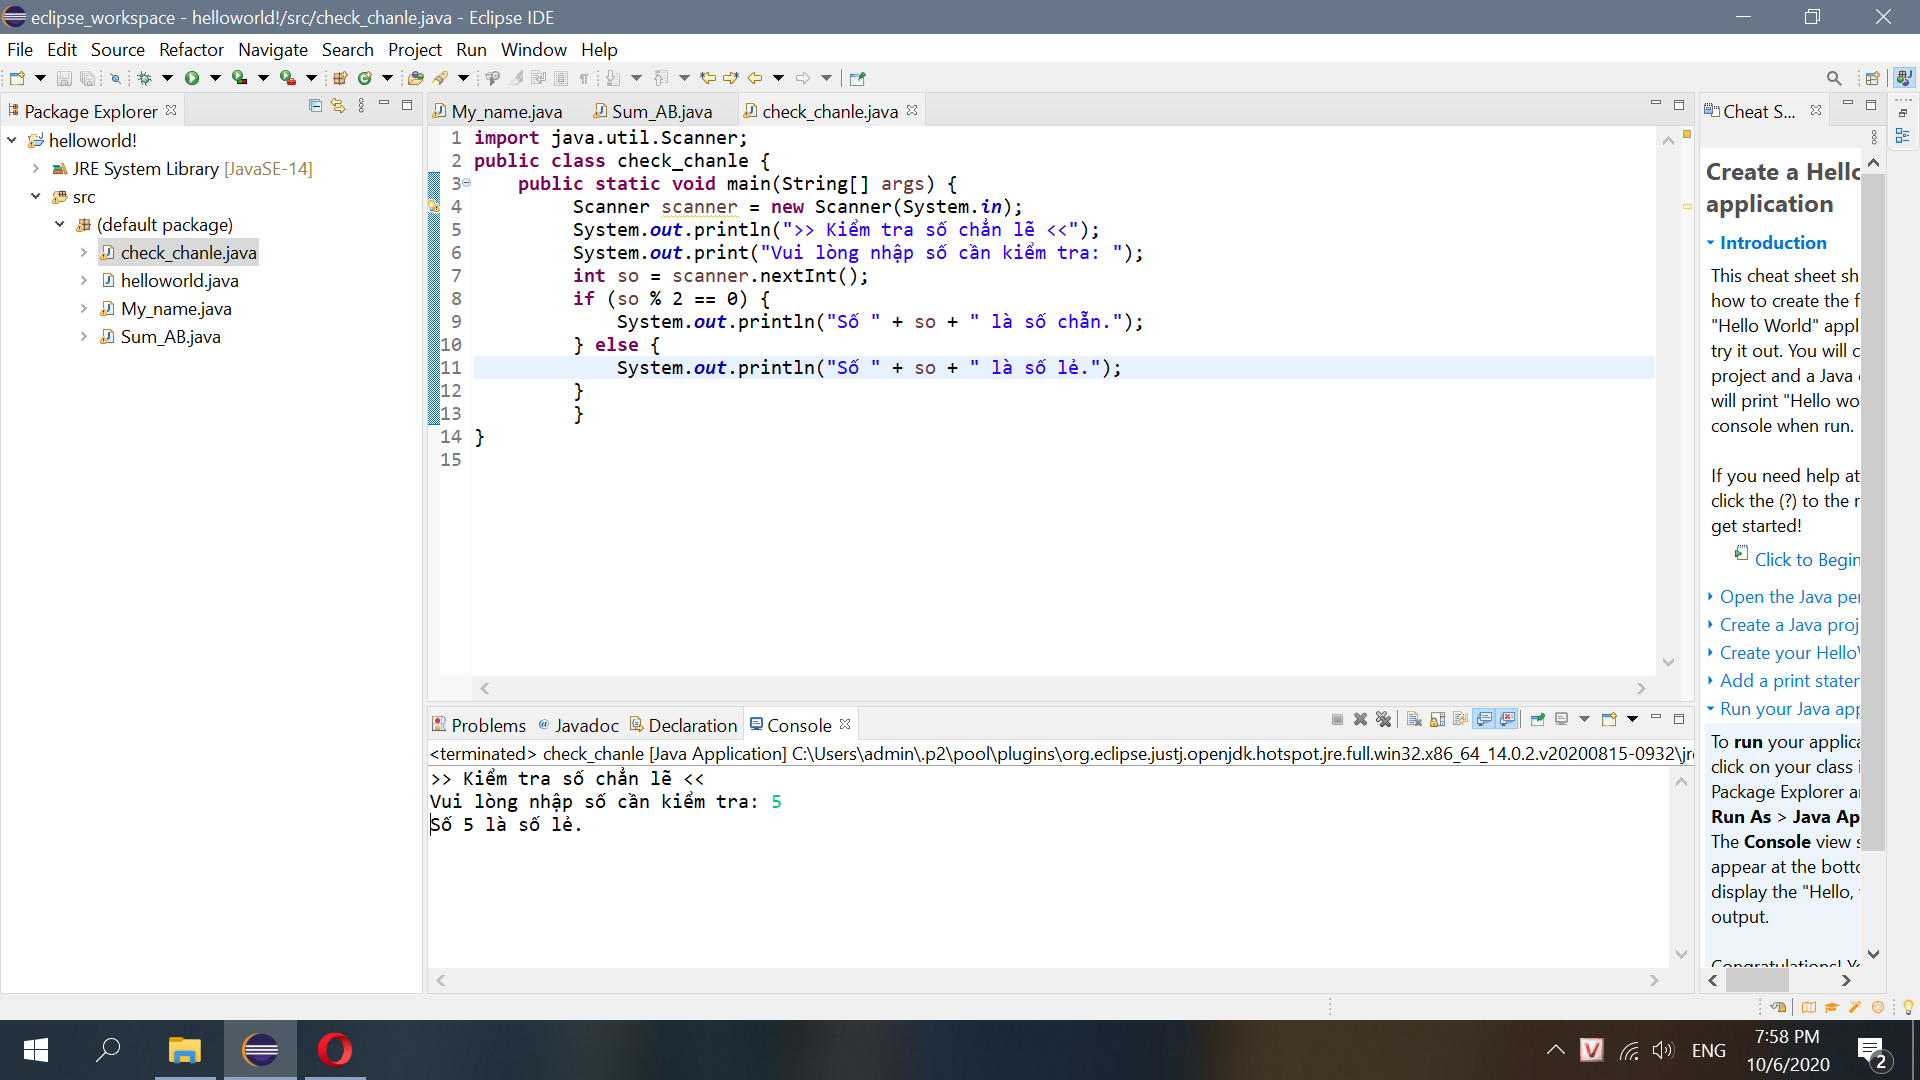 eclipse_workspace - helloworld!/src/check_chanle.java - Eclipse IDE
File Edit Source Refactor Navigate Search Project Run Window Help
Package Explorer
helloworld!
JRE System Library [JavaSE-14]
src
(default package)
check_chanle.java
helloworld.java
My_name.java
Sum_AB.java
My_name.java Sum_AB.java check_chanle.java
1 import java.util.Scanner;
2 public class check_chanle {
3 public static void main(String[] args) {
4 Scanner scanner = new Scanner(System.in);
5 System.out.println(">> Kiểm tra số chẳn lẽ <<");
6 System.out.print("Vui lòng nhập số cần kiểm tra: ");
7 int so = scanner.nextInt();
8 if (so % 2 == 0) {
9 System.out.println("Số " + so + " là số chẵn.");
10 } else {
11 System.out.println("Số " + so + " là số lẻ.");
12 }
13 }
14 }
15
Problems @ Javadoc Declaration Console
<terminated> check_chanle [Java Application] C:\Users\admin\.p2\pool\plugins\org.eclipse.justj.openjdk.hotspot.jre.full.win32.x86_64_14.0.2.v20200815-0932\jr
>> Kiểm tra số chẳn lẽ <<
Vui lòng nhập số cần kiểm tra: 5
Số 5 là số lẻ.
Cheat S...
Create a Hello
application
Introduction
This cheat sheet sh
how to create the f
"Hello World" appl
try it out. You will c
project and a Java
will print "Hello wo
console when run.
If you need help at
click the (?) to the r
get started!
Click to Begin
Open the Java per
Create a Java proj
Create your HelloW
Add a print stater
Run your Java app
To run your applica
click on your class i
Package Explorer a
Run As > Java Ap
The Console view s
appear at the botto
display the "Hello,
output.
Congratulations! Y
ENG
7:58 PM
10/6/2020
2